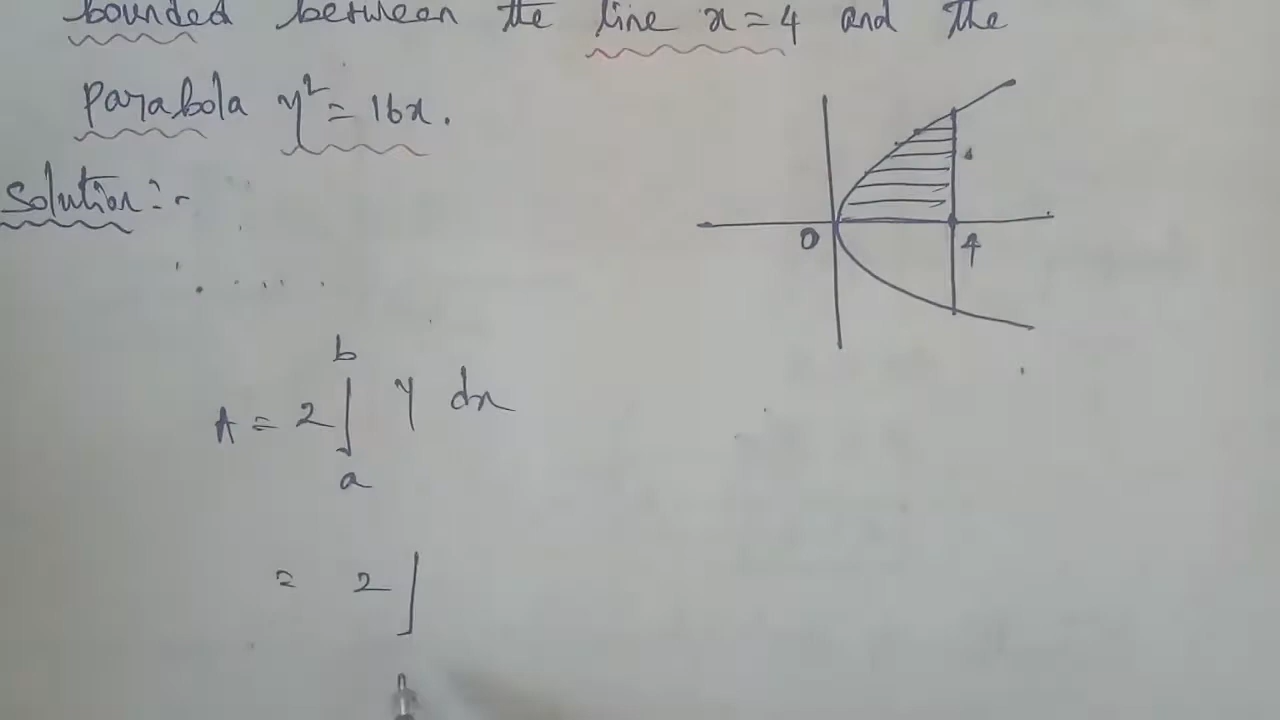 bounded between the line x = 4 and the
Parabola y² = 16x.
Solution:-
0
4
b
A = 2∫ y dx
a
= 2∫